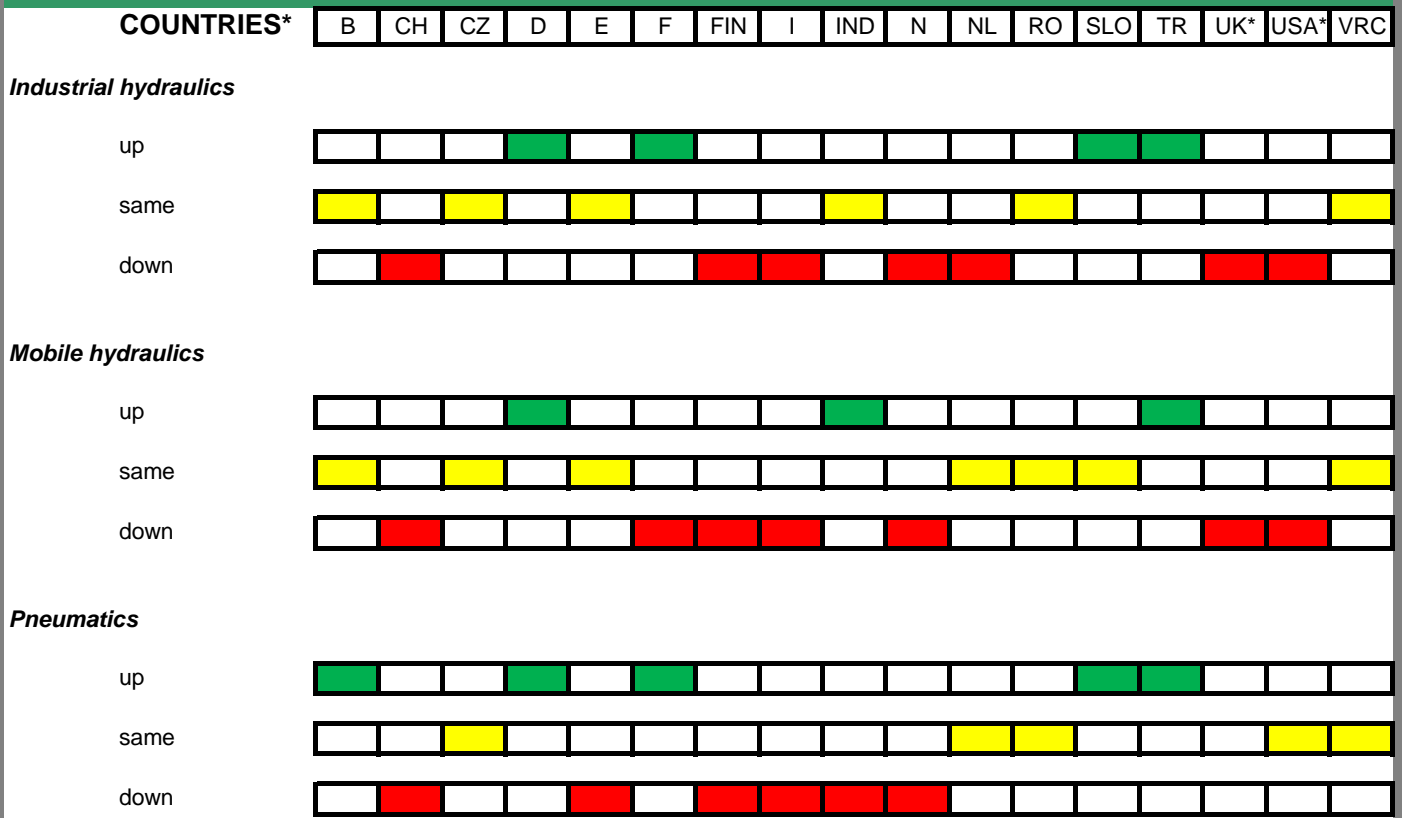 COUNTRIES* B CH CZ D E F FIN I IND N NL RO SLO TR UK* USA* VRC
Industrial hydraulics
up
same
down
Mobile hydraulics
up
same
down
Pneumatics
up
same
down